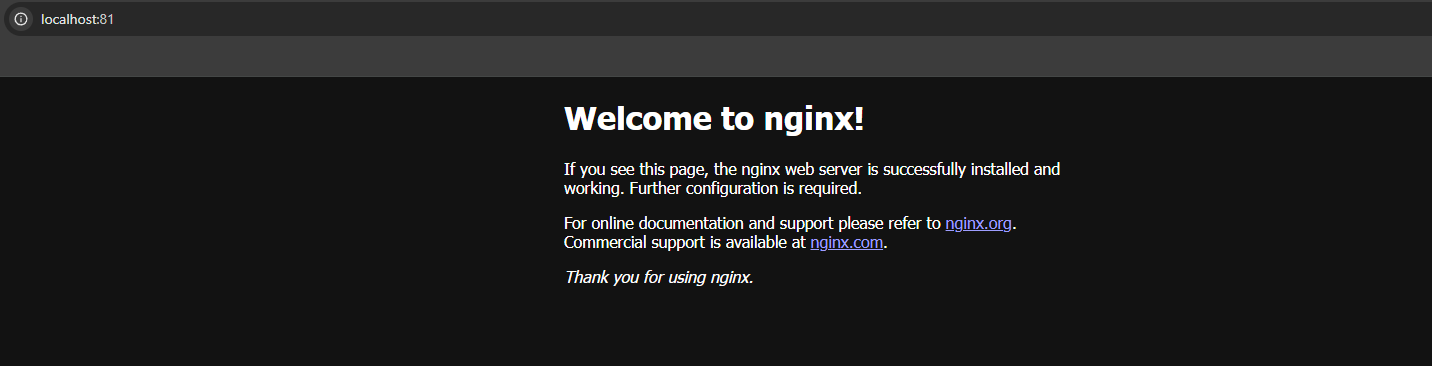 localhost:81
Welcome to nginx!
If you see this page, the nginx web server is successfully installed and
working. Further configuration is required.
For online documentation and support please refer to nginx.org.
Commercial support is available at nginx.com.
Thank you for using nginx.